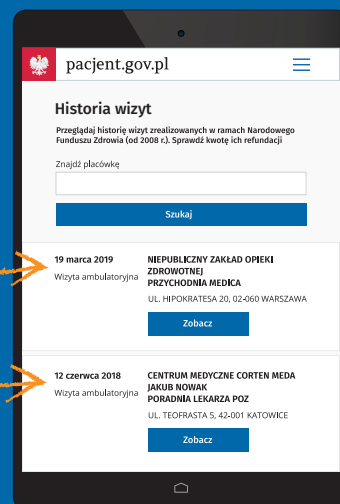 pacjent.gov.pl
Historia wizyt
Przeglądaj historię wizyt zrealizowanych w ramach Narodowego
Funduszu Zdrowia (od 2008 r.). Sprawdź kwotę ich refundacji
Znajdź placówkę
Szukaj
19 marca 2019
Wizyta ambulatoryjna
NIEPUBLICZNY ZAKŁAD OPIEKI
ZDROWOTNEJ
PRZYCHODNIA MEDICA
UL. HIPOKRATESA 20, 02-060 WARSZAWA
Zobacz
12 czerwca 2018
Wizyta ambulatoryjna
CENTRUM MEDYCZNE CORTEN MEDA
JAKUB NOWAK
PORADNIA LEKARZA POZ
UL. TEOFRASTA 5, 42-001 KATOWICE
Zobacz